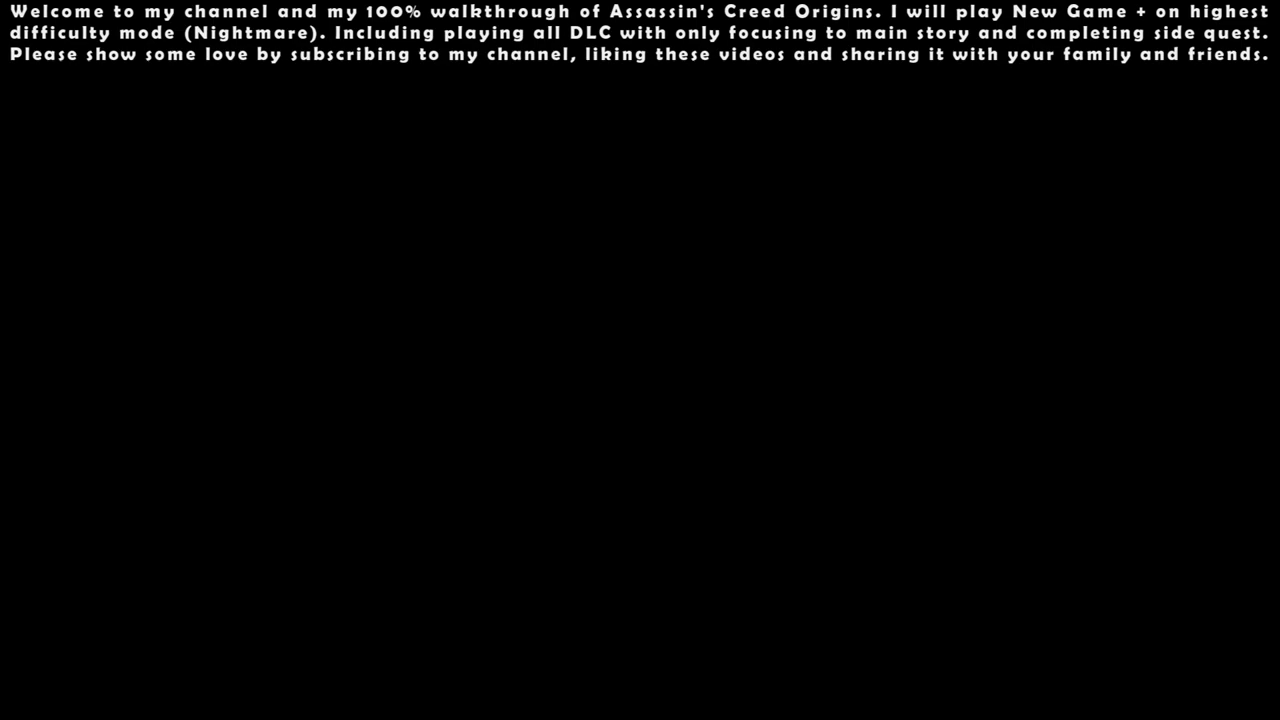 Welcome to my channel and my 100% walkthrough of Assassin's Creed Origins. I will play New Game + on highest
difficulty mode (Nightmare). Including playing all DLC with only focusing to main story and completing side quest.
Please show some love by subscribing to my channel, liking these videos and sharing it with your family and friends.